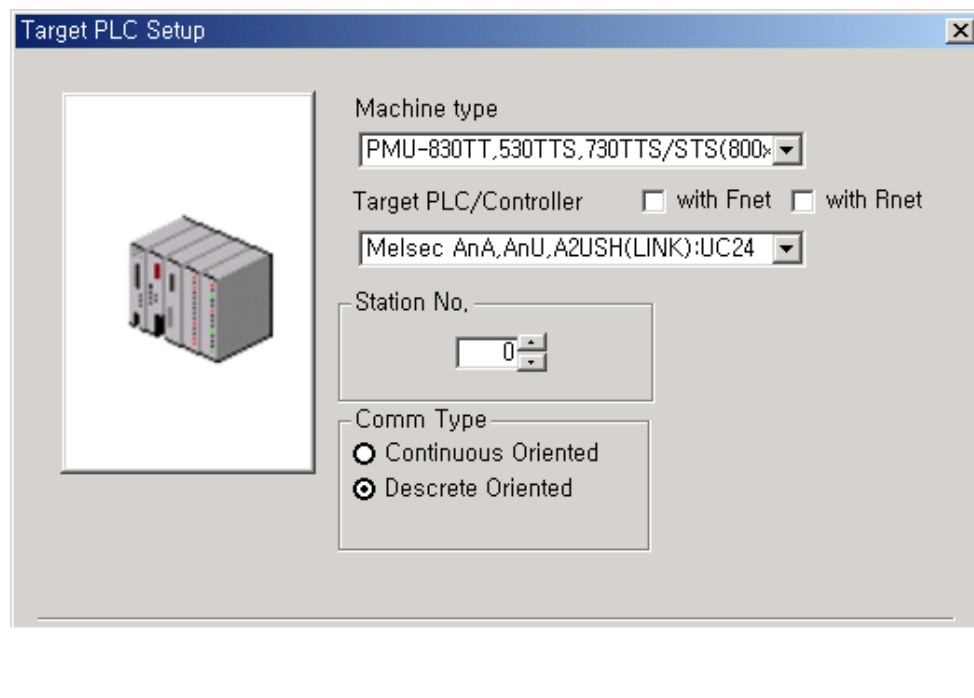 Target PLC Setup
Machine type
PMU-830TT,530TTS,730TTS/STS(800x
Target PLC/Controller with Fnet with Rnet
Melsec AnA,AnU,A2USH(LINK):UC24
Station No.
0
Comm Type
Continuous Oriented
Descrete Oriented